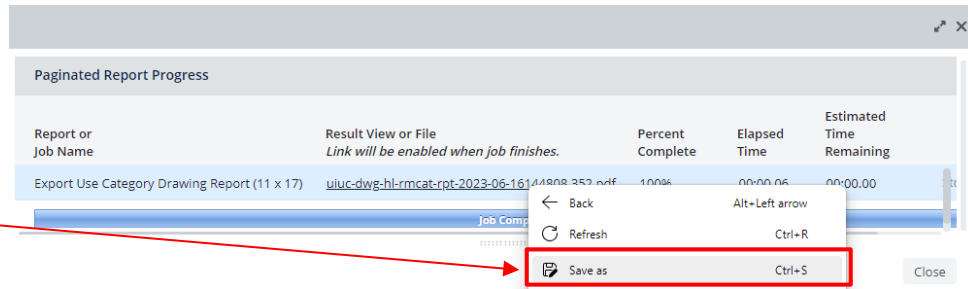 Paginated Report Progress
Report or Job Name
Result View or File
Link will be enabled when job finishes.
Percent Complete
Elapsed Time
Estimated Time Remaining
Export Use Category Drawing Report (11 x 17) uiuc-dwg-hl-rmcat-rpt-2023-06-16144808.352.pdf 100% 00:00.06 00:00.00
Job Comp
Back Alt+Left arrow
Refresh Ctrl+R
Save as Ctrl+S
Close